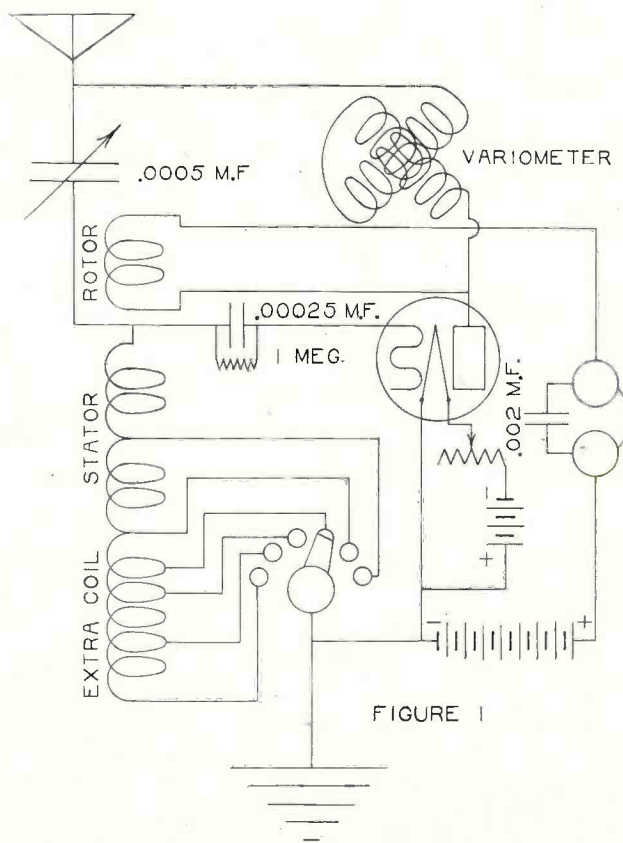 .0005 M.F
VARIOMETER
ROTOR
.00025 M.F.
1 MEG.
.002 M.F.
STATOR
-
+
EXTRA COIL
- +
FIGURE 1